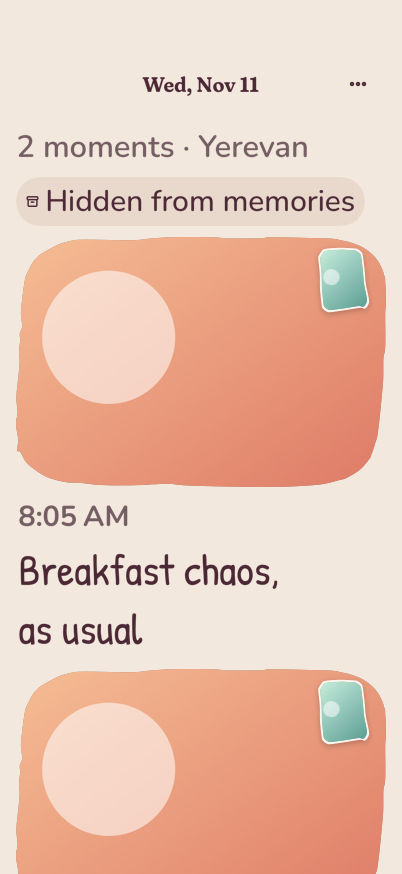 Wed, Nov 11
2 moments · Yerevan
Hidden from memories
8:05 AM
Breakfast chaos,
as usual